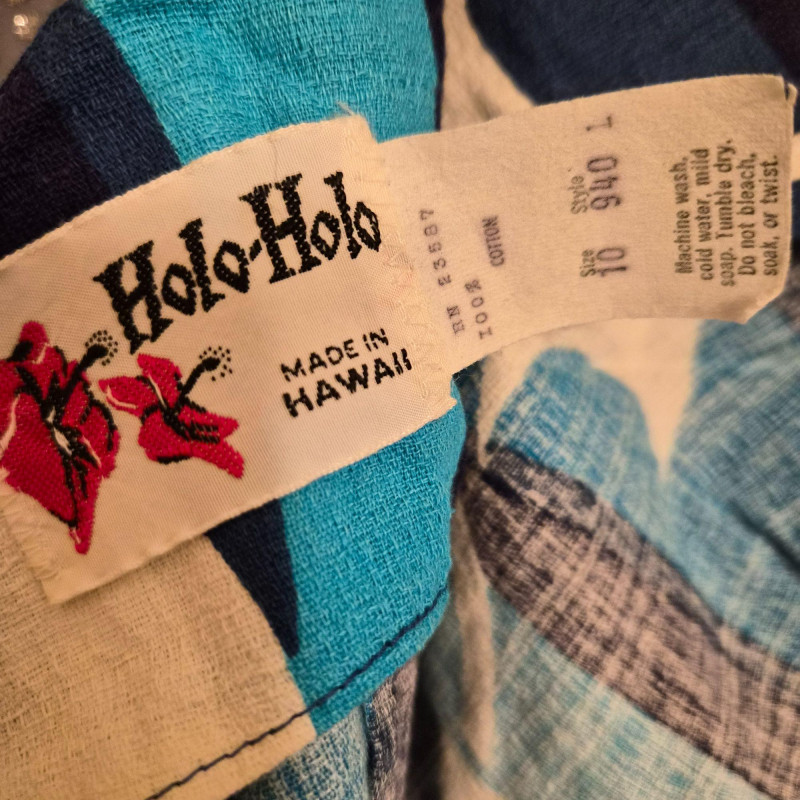 Holo-Holo
MADE IN
HAWAII
RN 23587
100% COTTON
Size Style
10 940 L
Machine wash,
cold water, mild
soap. Tumble dry.
Do not bleach,
soak, or twist.